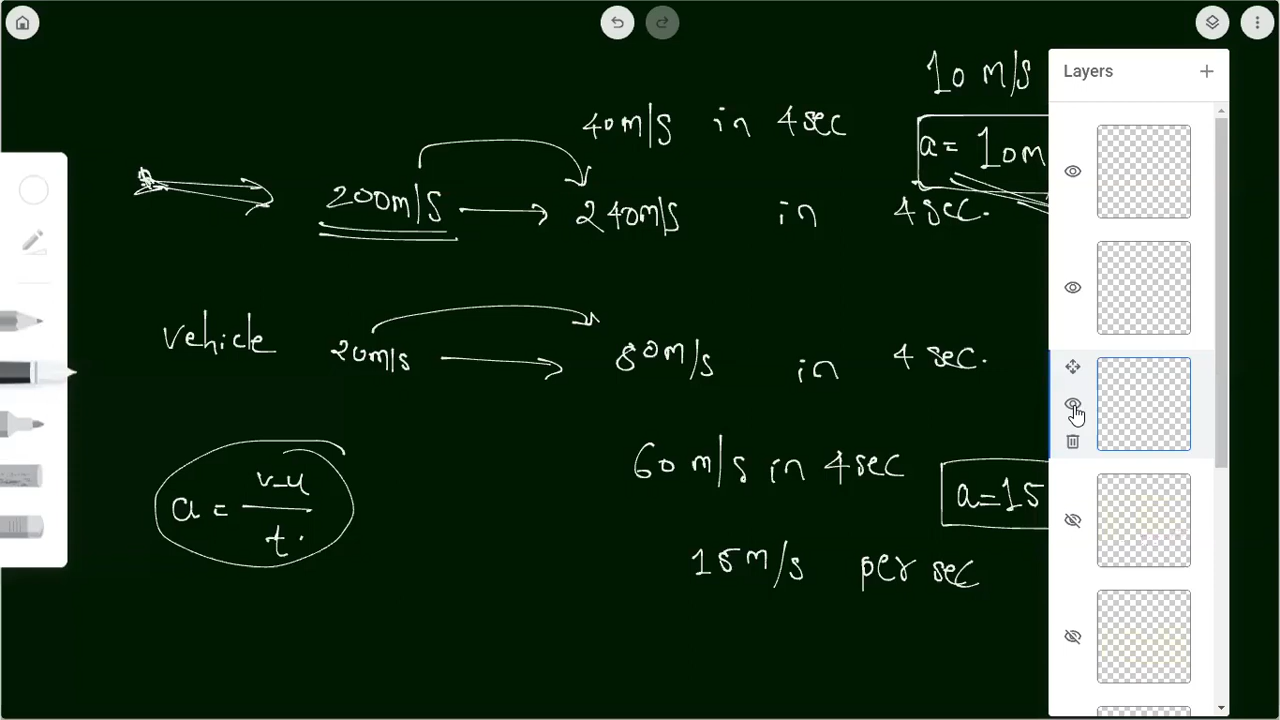 Layers
10 m/s
40m/s in 4sec
a= 10m
200m/s → 240m/s in 4sec.
vehicle 20m/s → 80m/s in 4 sec.
60 m/s in 4sec
a=15
a = v-u
t.
15m/s per sec